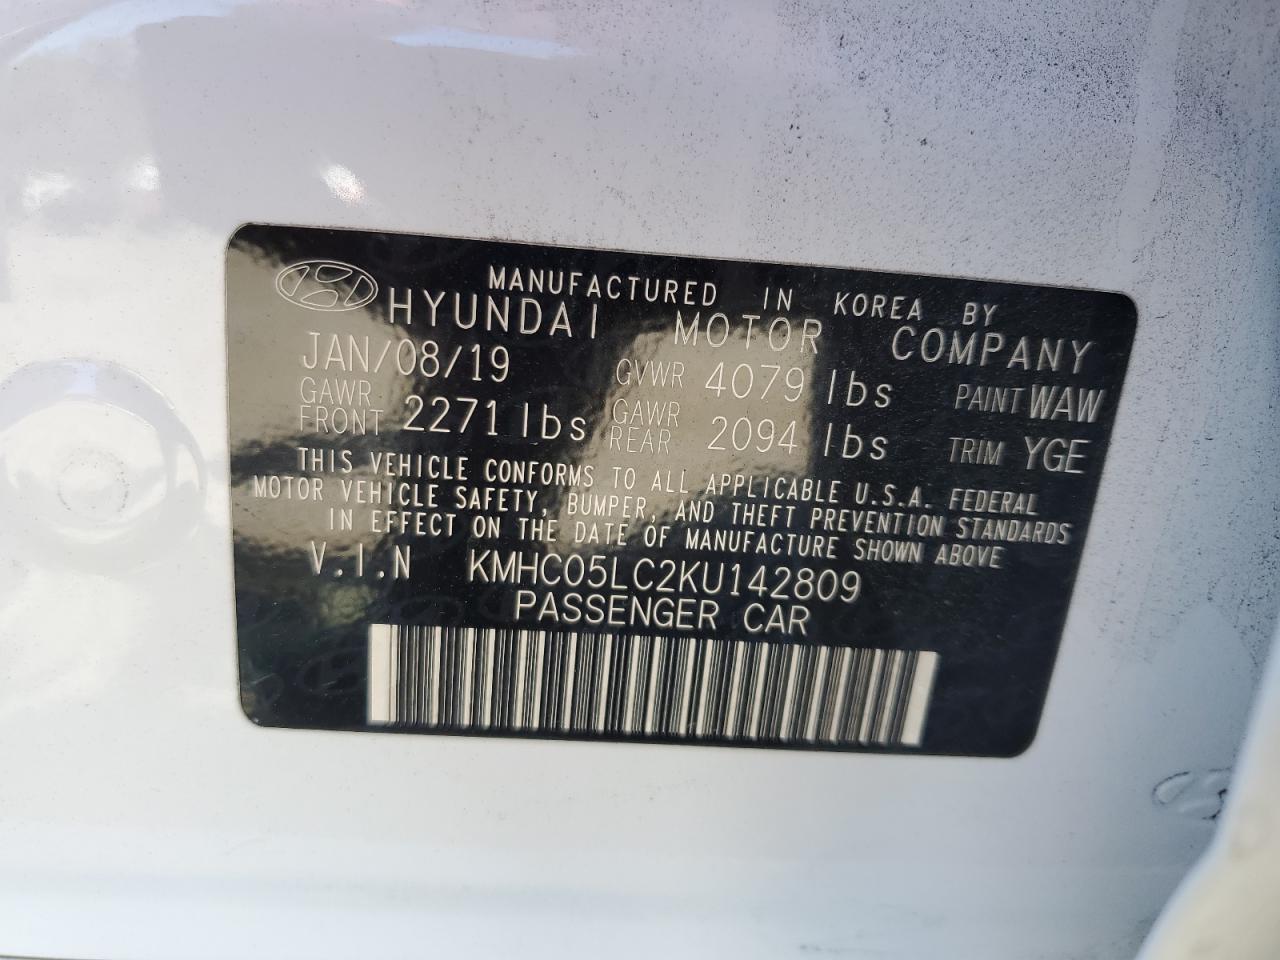 MANUFACTURED IN KOREA BY
HYUNDAI MOTOR COMPANY
JAN/08/19 GVWR 4079 lbs PAINT WAW
GAWR FRONT 2271 lbs GAWR REAR 2094 lbs TRIM YGE
THIS VEHICLE CONFORMS TO ALL APPLICABLE U.S.A. FEDERAL
MOTOR VEHICLE SAFETY, BUMPER, AND THEFT PREVENTION STANDARDS
IN EFFECT ON THE DATE OF MANUFACTURE SHOWN ABOVE
V.I.N KMHC05LC2KU142809
PASSENGER CAR